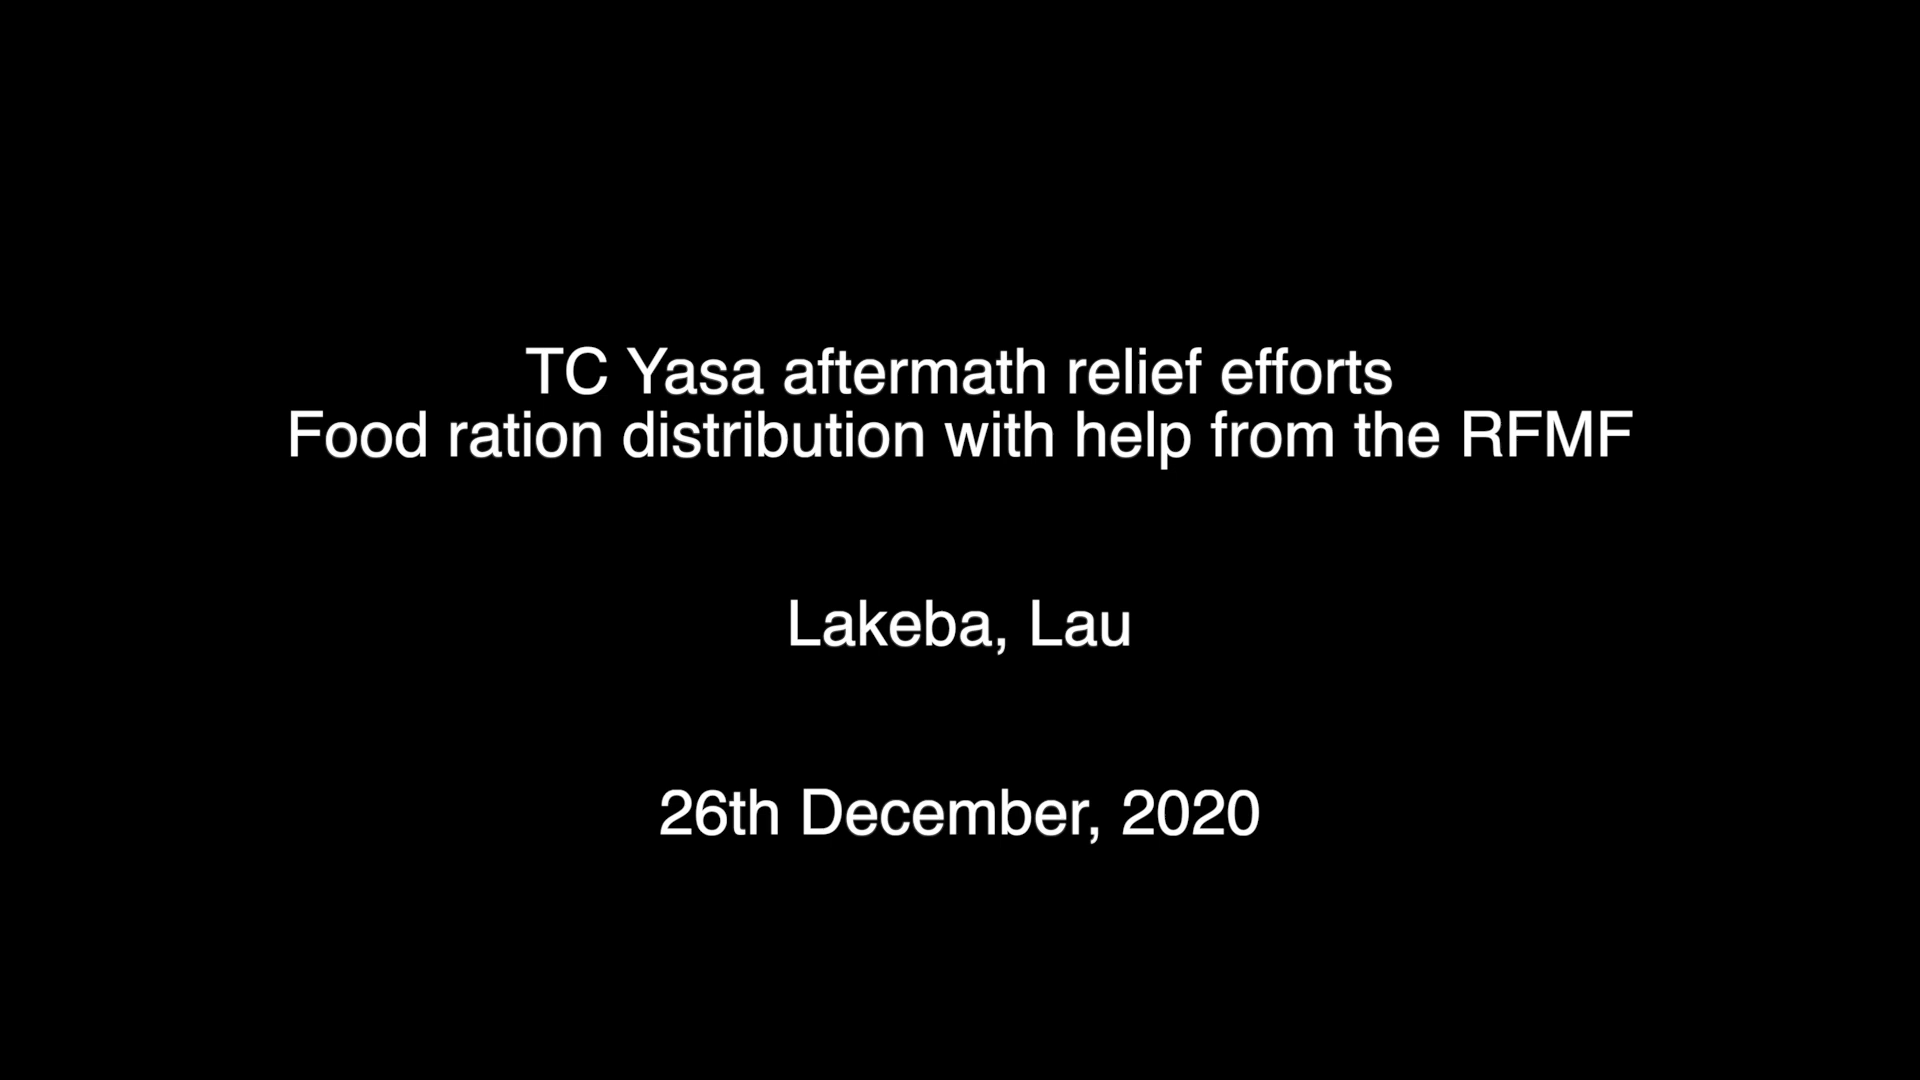 TC Yasa aftermath relief efforts
Food ration distribution with help from the RFMF
Lakeba, Lau
26th December, 2020